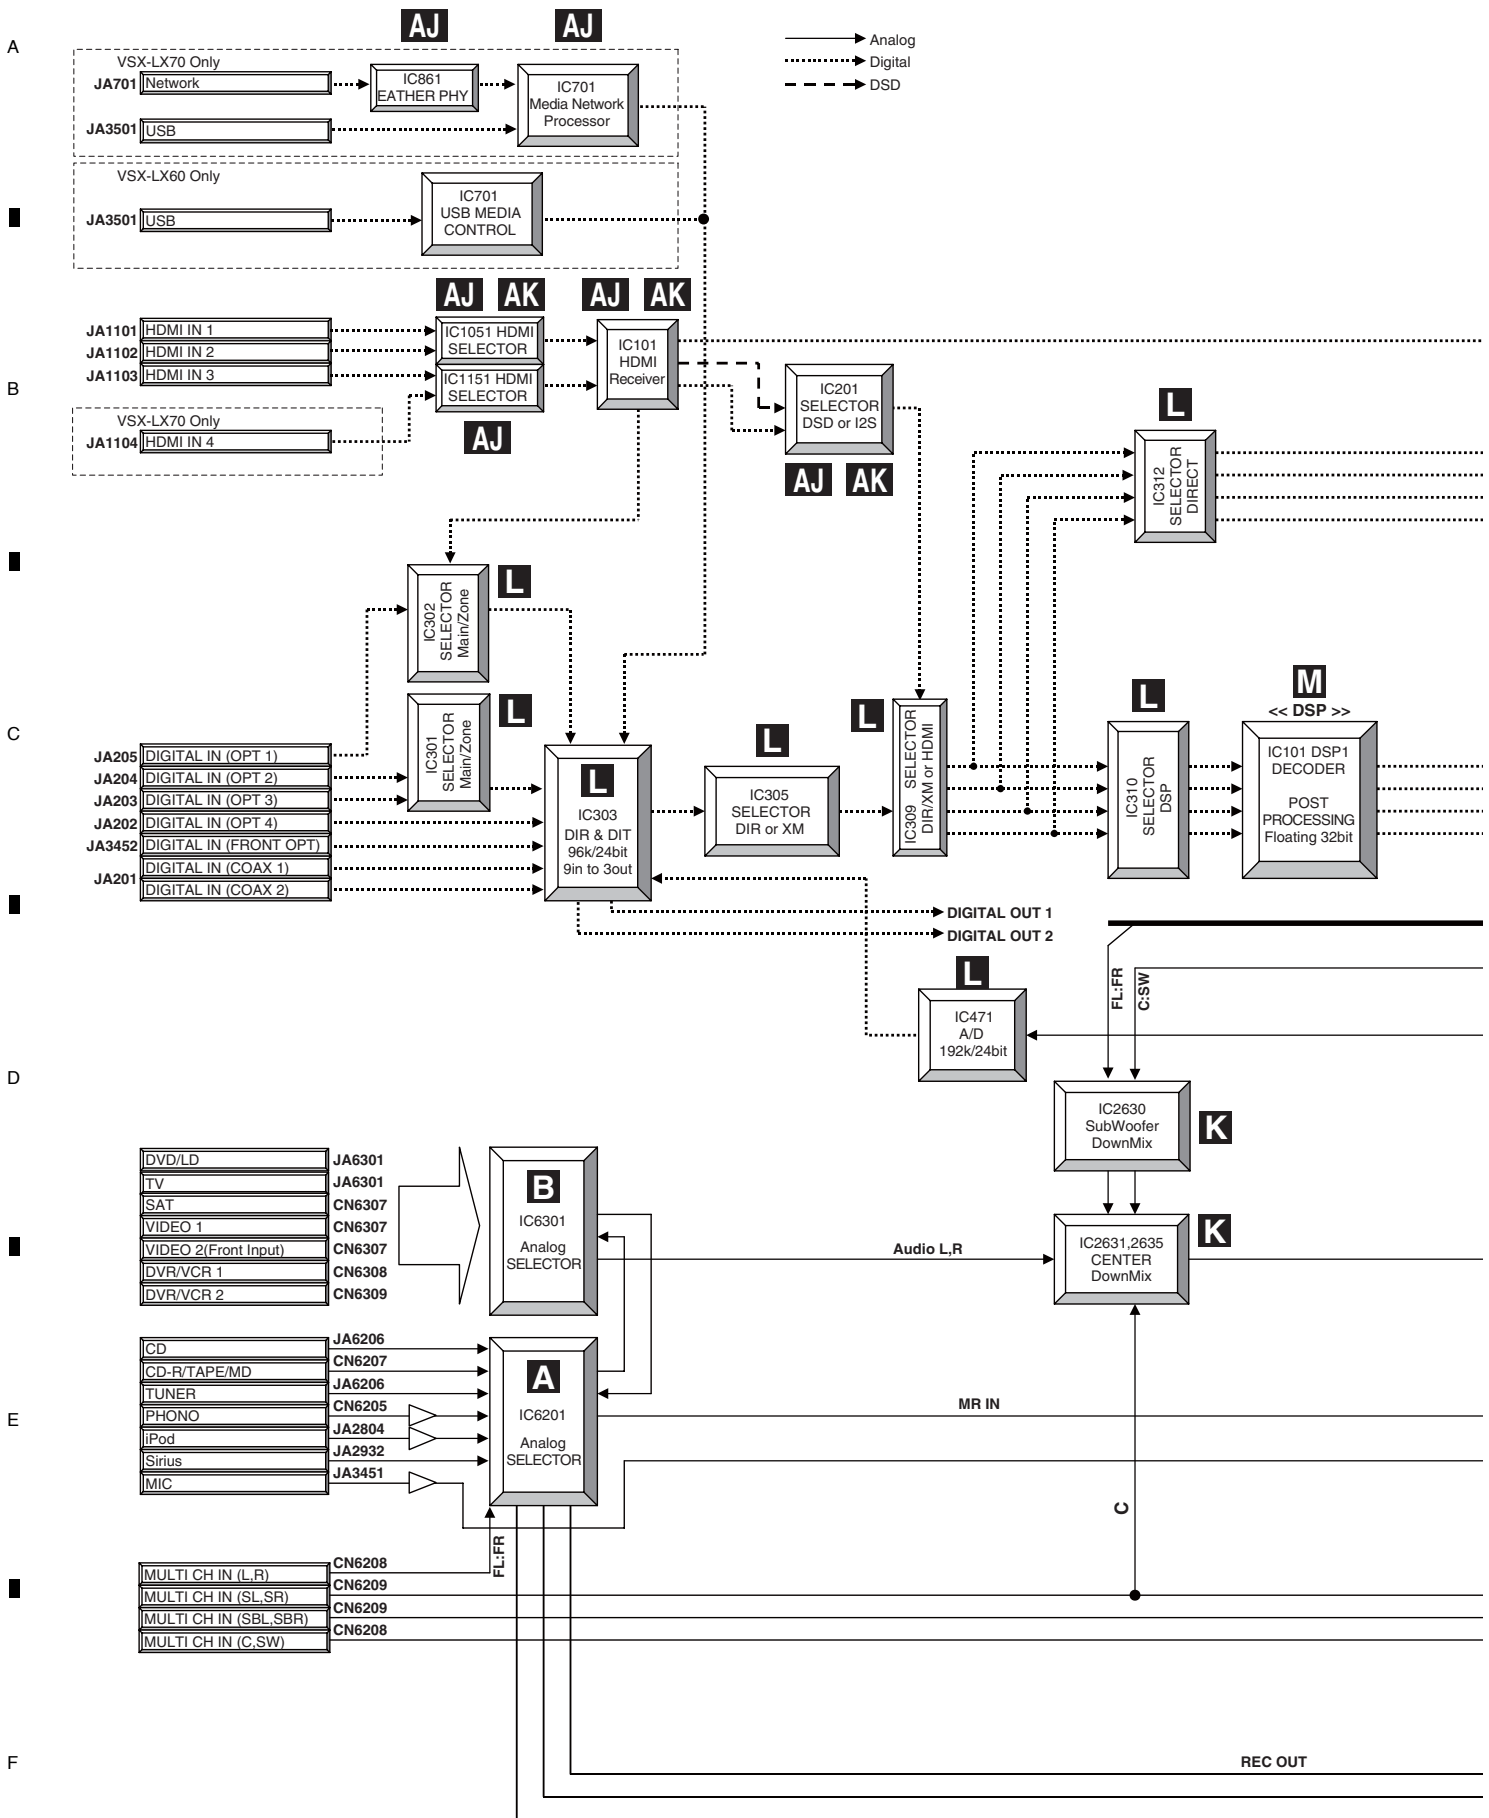 A
AJ
AJ
Analog
Digital
DSD
VSX-LX70 Only
JA701
Network
IC861
EATHER PHY
IC701
Media Network
Processor
JA3501
USB
VSX-LX60 Only
JA3501
USB
IC701
USB MEDIA
CONTROL
AJ
AK
AJ
AK
JA1101
HDMI IN 1
JA1102
HDMI IN 2
JA1103
HDMI IN 3
IC1051 HDMI
SELECTOR
IC1151 HDMI
SELECTOR
IC101
HDMI
Receiver
B
VSX-LX70 Only
JA1104
HDMI IN 4
AJ
IC201
SELECTOR
DSD or I2S
AJ
AK
L
IC312
SELECTOR
DIRECT
IC302
SELECTOR
Main/Zone
L
IC301
SELECTOR
Main/Zone
L
C
JA205
DIGITAL IN (OPT 1)
JA204
DIGITAL IN (OPT 2)
JA203
DIGITAL IN (OPT 3)
JA202
DIGITAL IN (OPT 4)
JA3452
DIGITAL IN (FRONT OPT)
JA201
DIGITAL IN (COAX 1)
DIGITAL IN (COAX 2)
L
IC303
DIR & DIT
96k/24bit
9in to 3out
L
IC305
SELECTOR
DIR or XM
L
IC309 SELECTOR
DIR/XM or HDMI
L
IC310
SELECTOR
DSP
M
<< DSP >>
IC101 DSP1
DECODER
POST
PROCESSING
Floating 32bit
DIGITAL OUT 1
DIGITAL OUT 2
L
IC471
A/D
192k/24bit
FL:FR
C:SW
D
IC2630
SubWoofer
DownMix
K
DVD/LD
JA6301
TV
JA6301
SAT
CN6307
VIDEO 1
CN6307
VIDEO 2(Front Input)
CN6307
DVR/VCR 1
CN6308
DVR/VCR 2
CN6309
B
IC6301
Analog
SELECTOR
Audio L,R
IC2631,2635
CENTER
DownMix
K
E
CD
JA6206
CD-R/TAPE/MD
CN6207
TUNER
JA6206
PHONO
CN6205
iPod
JA2804
Sirius
JA2932
MIC
JA3451
A
IC6201
Analog
SELECTOR
MR IN
C
FL:FR
MULTI CH IN (L,R)
CN6208
MULTI CH IN (SL,SR)
CN6209
MULTI CH IN (SBL,SBR)
CN6209
MULTI CH IN (C,SW)
CN6208
F
REC OUT